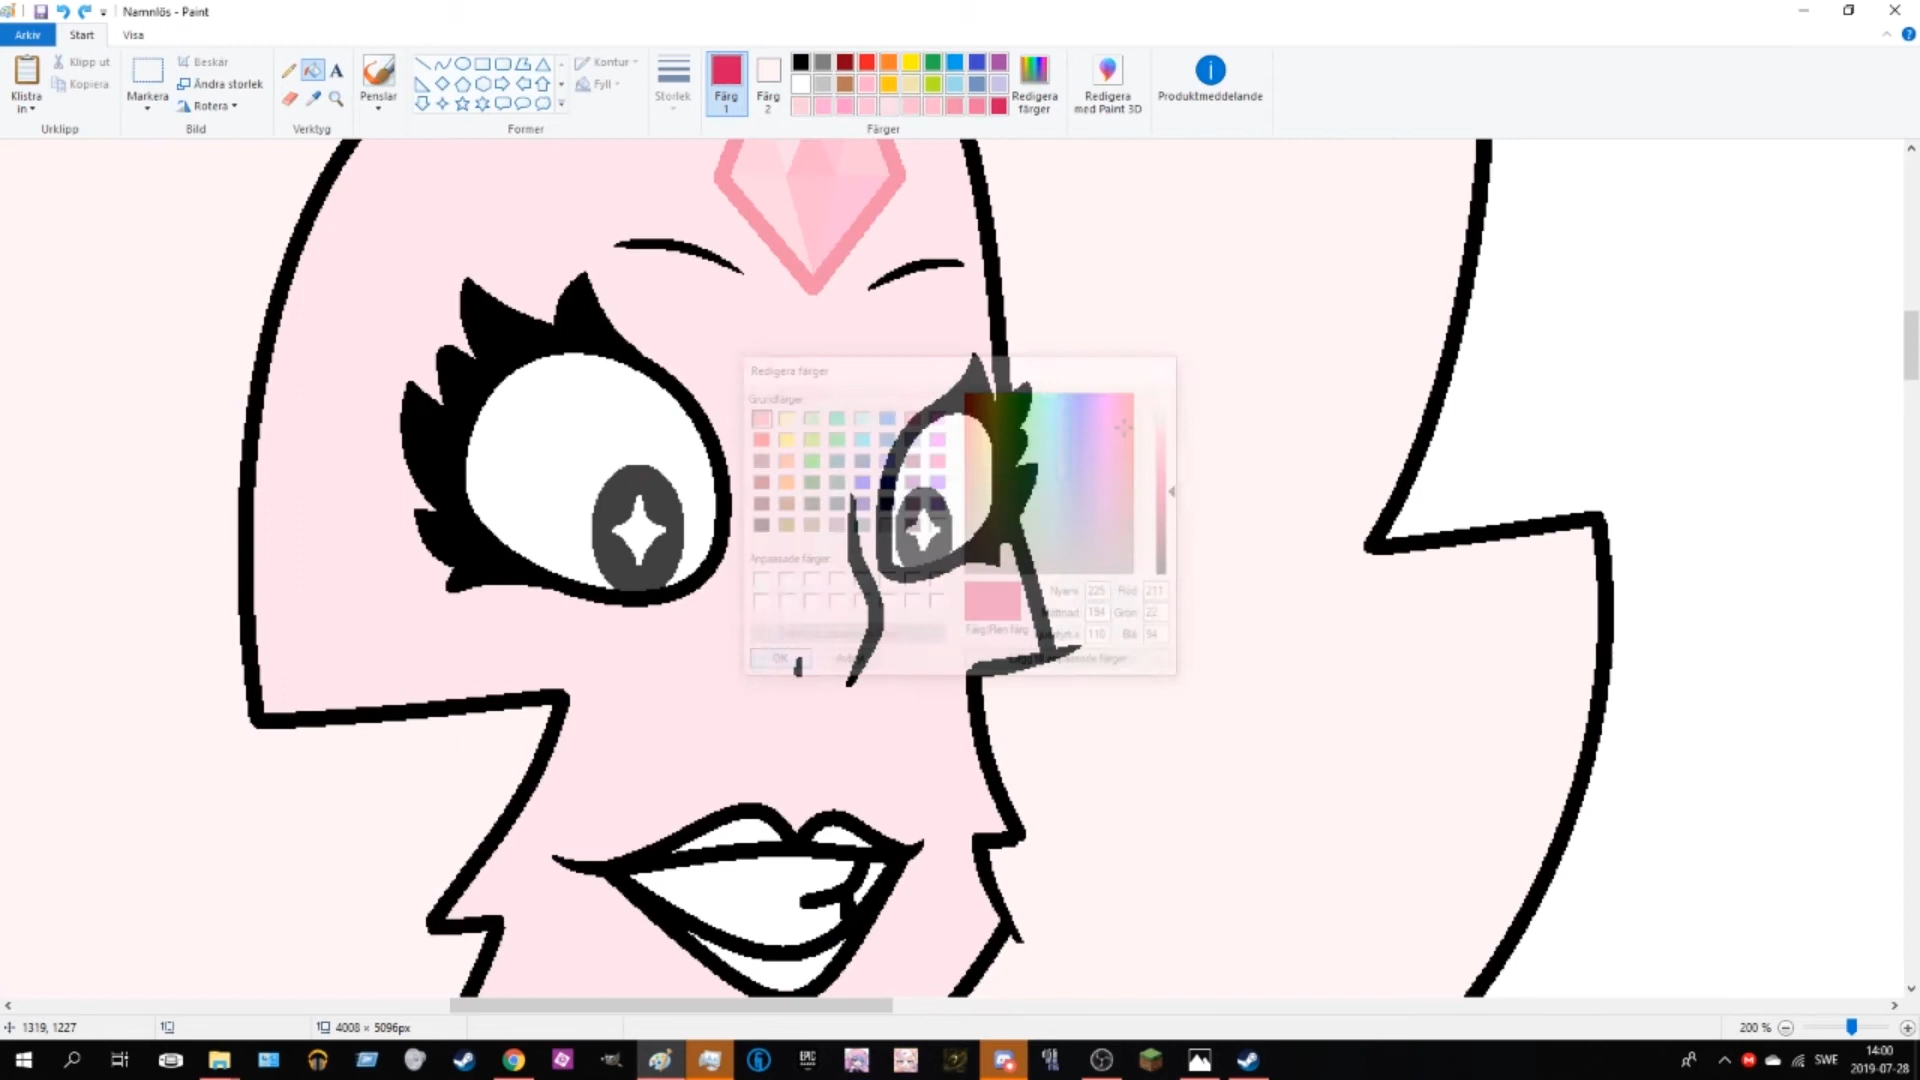 Namnlös - Paint
Arkiv Start Visa
Klistra in
Klipp ut
Kopiera
Urklipp
Markera
Beskär
Ändra storlek
Rotera
Bild
Verktyg
Penslar
Former
Kontur
Fyll
Storlek
Färg 1
Färg 2
Färger
Redigera färger
Redigera med Paint 3D
Produktmeddelande
Redigera färger
Grundfärger
Anpassade färger:
Nyans 225 Röd 211
Mättnad 194 Grön 22
110 Blå 94
Färg|Ren färg
OK
1319, 1227
4008 × 5096px
200 %
EPIC
SWE
14:00
2019-07-28